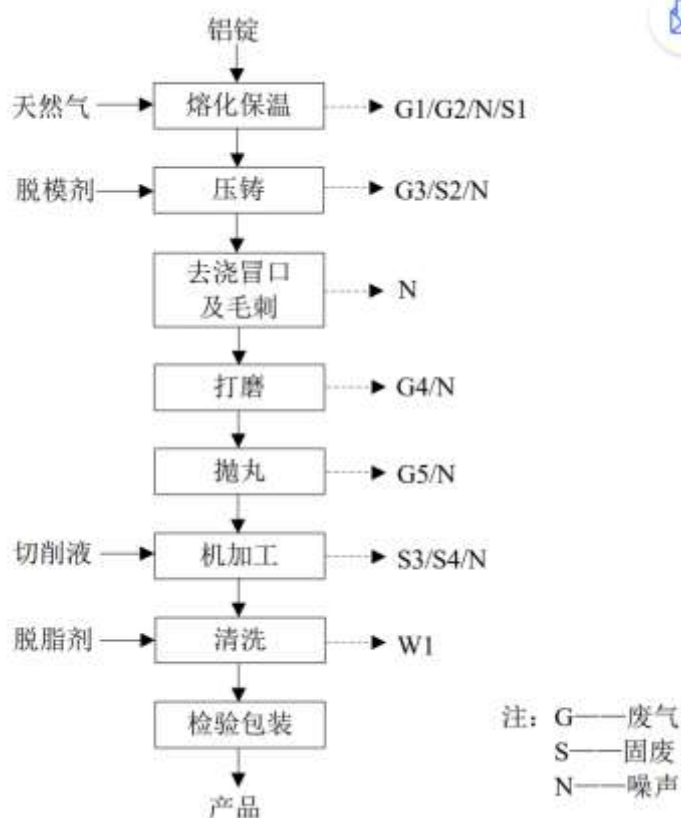 铝锭
天然气
熔化保温
G1/G2/N/S1
脱模剂
压铸
G3/S2/N
去浇冒口
及毛刺
N
打磨
G4/N
抛丸
G5/N
切削液
机加工
S3/S4/N
脱脂剂
清洗
W1
检验包装
产品
注：G——废气
S——固废
N——噪声